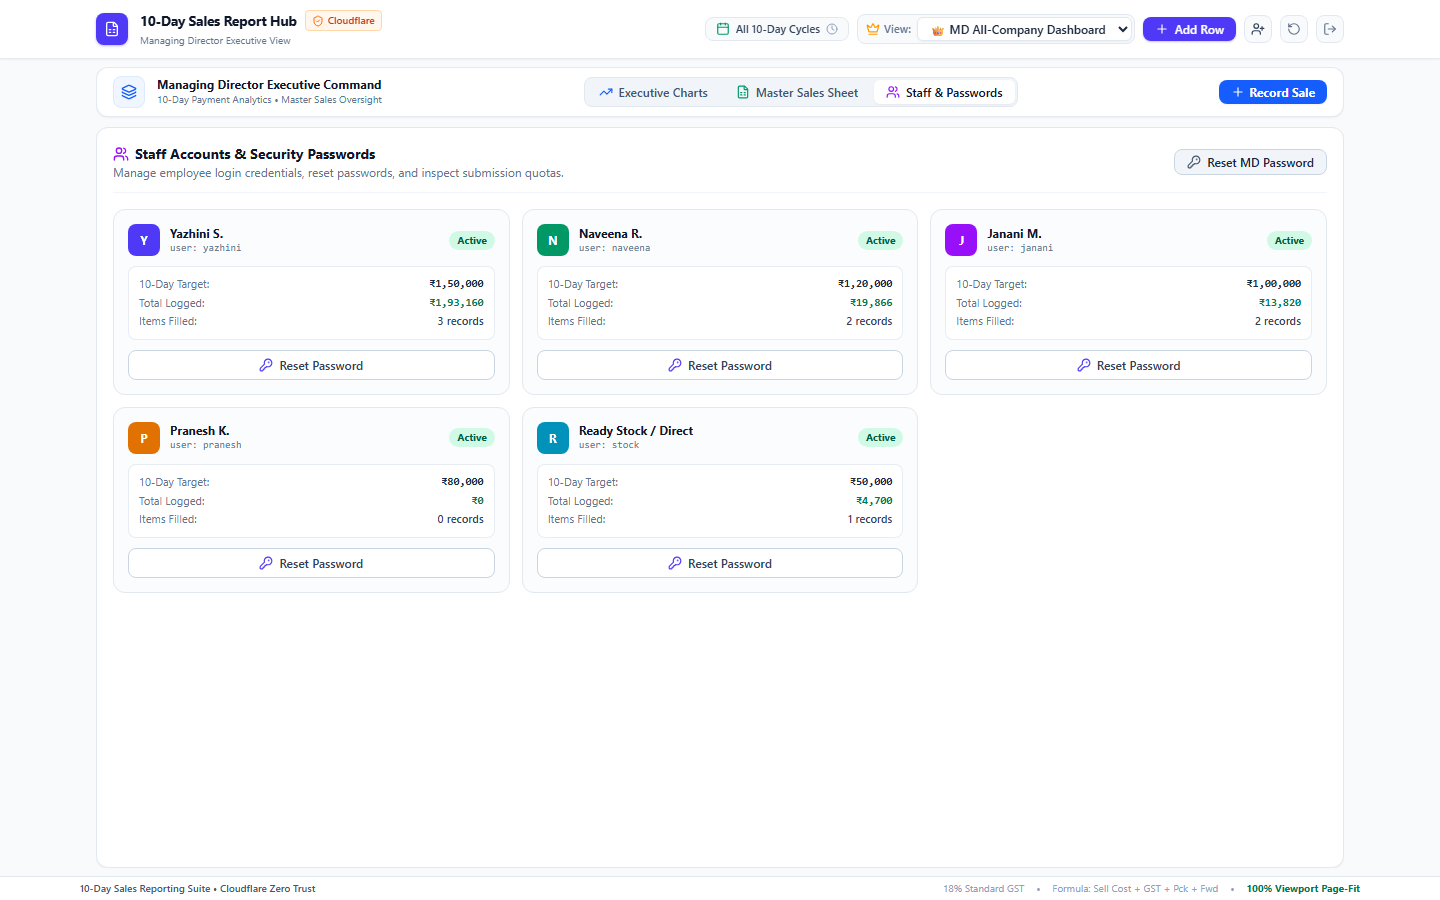 10-Day Sales Report Hub
Cloudflare
Managing Director Executive View
All 10-Day Cycles
View:
MD All-Company Dashboard
Add Row
Managing Director Executive Command
10-Day Payment Analytics • Master Sales Oversight
Executive Charts
Master Sales Sheet
Staff & Passwords
Record Sale
Staff Accounts & Security Passwords
Manage employee login credentials, reset passwords, and inspect submission quotas.
Reset MD Password
Y
Yazhini S.
user: yazhini
Active
10-Day Target: ₹1,50,000
Total Logged: ₹1,93,160
Items Filled: 3 records
Reset Password
N
Naveena R.
user: naveena
Active
10-Day Target: ₹1,20,000
Total Logged: ₹19,866
Items Filled: 2 records
Reset Password
J
Janani M.
user: janani
Active
10-Day Target: ₹1,00,000
Total Logged: ₹13,820
Items Filled: 2 records
Reset Password
P
Pranesh K.
user: pranesh
Active
10-Day Target: ₹80,000
Total Logged: ₹0
Items Filled: 0 records
Reset Password
R
Ready Stock / Direct
user: stock
Active
10-Day Target: ₹50,000
Total Logged: ₹4,700
Items Filled: 1 records
Reset Password
10-Day Sales Reporting Suite • Cloudflare Zero Trust
18% Standard GST • Formula: Sell Cost + GST + Pck + Fwd • 100% Viewport Page-Fit